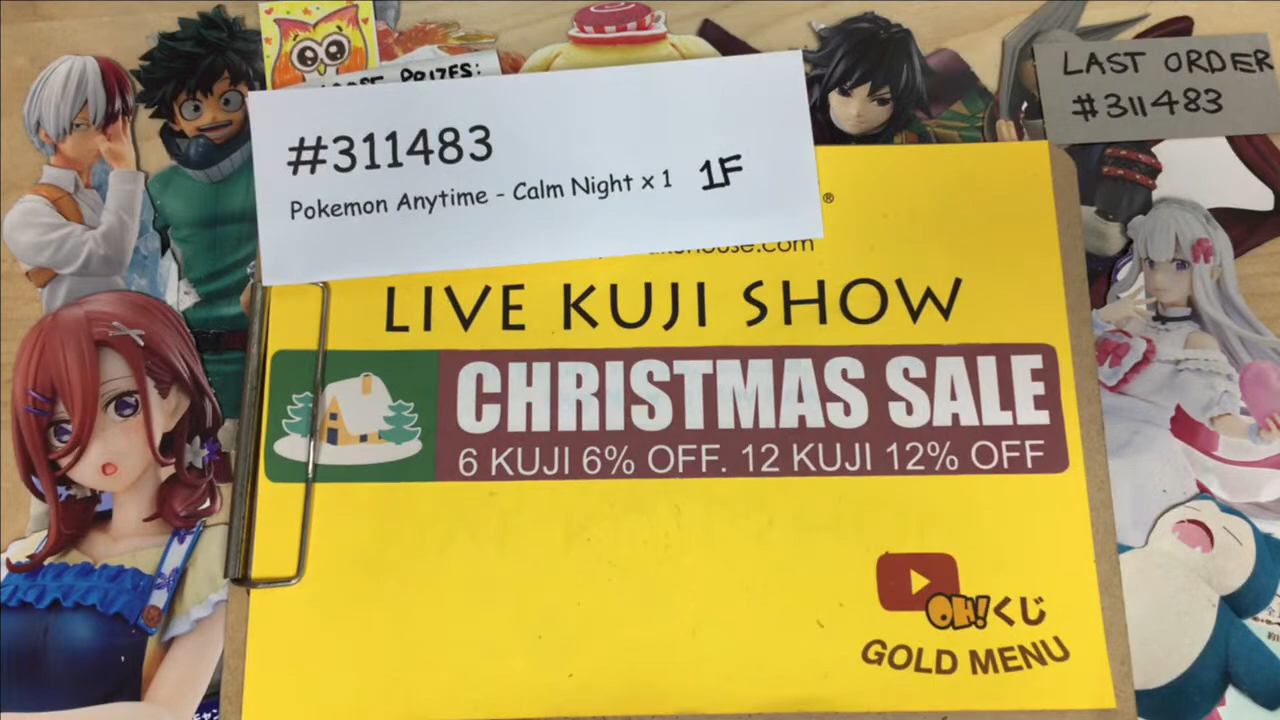 PRIZES:
LAST ORDER
#311483
#311483
Pokemon Anytime - Calm Night x 1 1F
®
LIVE KUJI SHOW
CHRISTMAS SALE
6 KUJI 6% OFF. 12 KUJI 12% OFF
OH!くじ
GOLD MENU